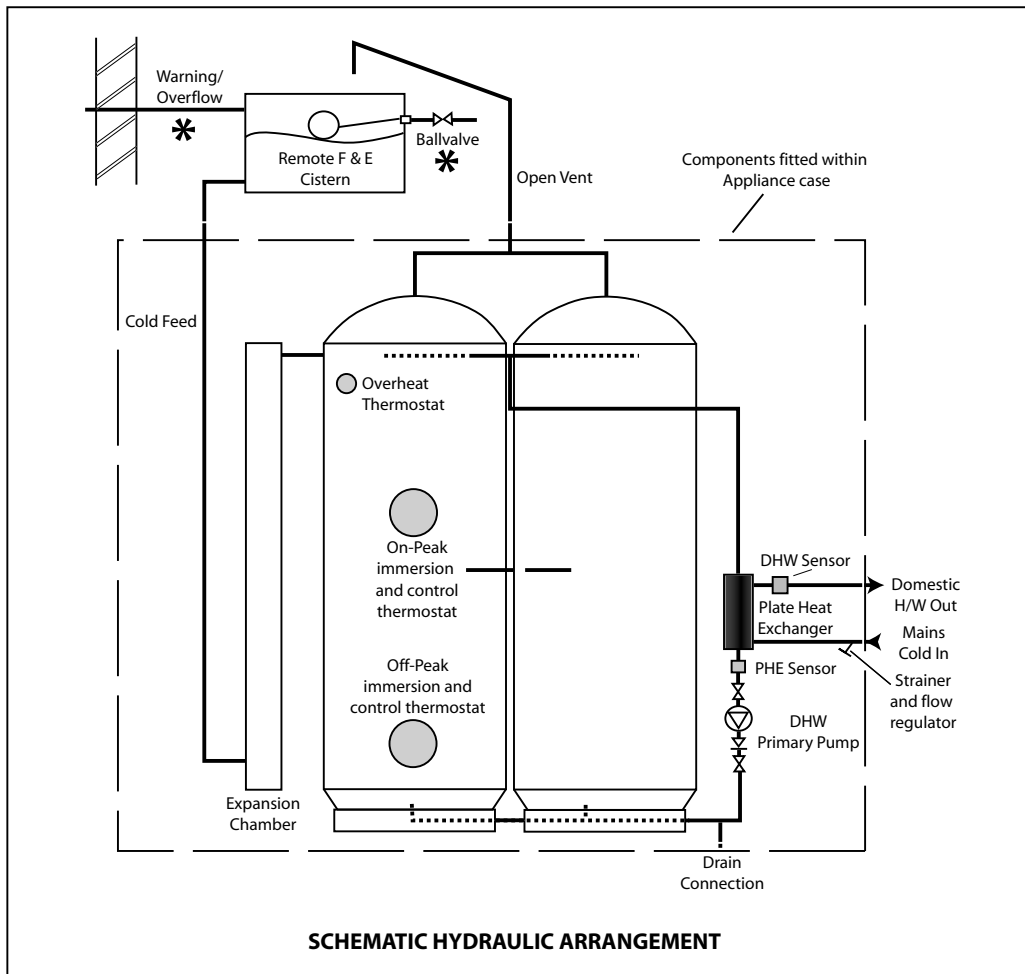 Warning/
Overflow
*
Remote F & E
Cistern
Ballvalve
*
Open Vent
Components fitted within
Appliance case
Cold Feed
Overheat
Thermostat
On-Peak
immersion
and control
thermostat
Off-Peak
immersion and
control thermostat
Expansion
Chamber
DHW Sensor
Domestic
H/W Out
Plate Heat
Exchanger
Mains
Cold In
PHE Sensor
Strainer
and flow
regulator
DHW
Primary Pump
Drain
Connection
SCHEMATIC HYDRAULIC ARRANGEMENT